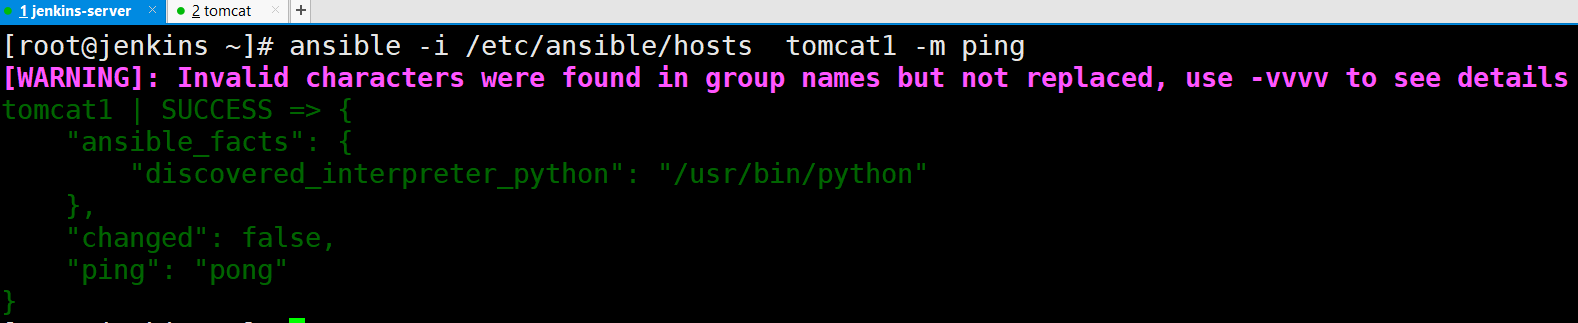 1 jenkins-server × 2 tomcat × +
[root@jenkins ~]# ansible -i /etc/ansible/hosts  tomcat1 -m ping
[WARNING]: Invalid characters were found in group names but not replaced, use -vvvv to see details
tomcat1 | SUCCESS => {
    "ansible_facts": {
        "discovered_interpreter_python": "/usr/bin/python"
    },
    "changed": false,
    "ping": "pong"
}